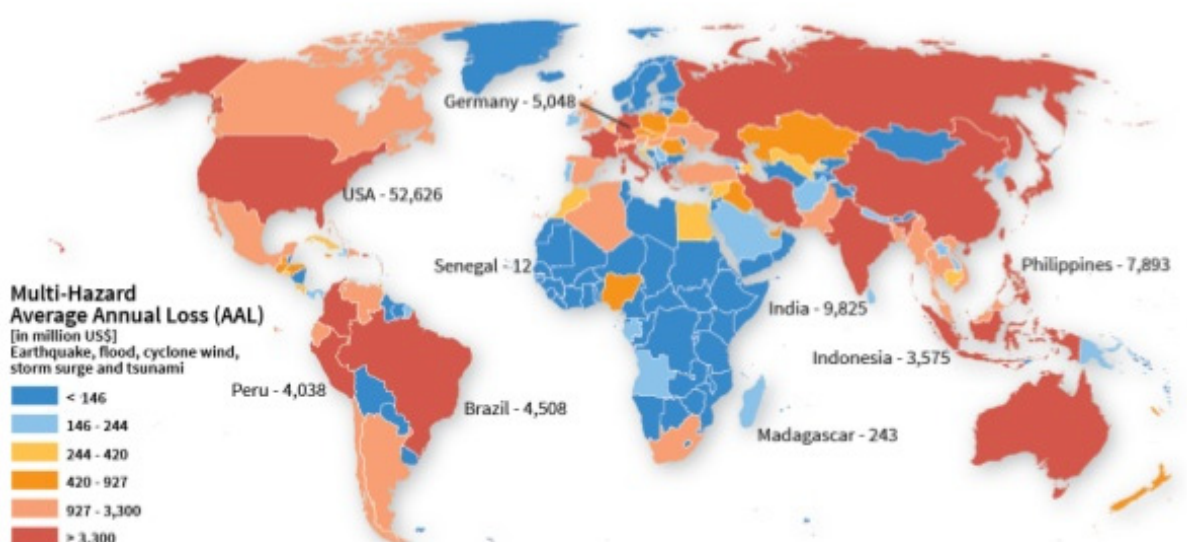 Germany - 5,048
USA - 52,626
Senegal - 12
Philippines - 7,893
India - 9,825
Indonesia - 3,575
Peru - 4,038
Brazil - 4,508
Madagascar - 243
Multi-Hazard
Average Annual Loss (AAL)
[in million US$]
Earthquake, flood, cyclone wind,
storm surge and tsunami
< 146
146 - 244
244 - 420
420 - 927
927 - 3,300
> 3,300